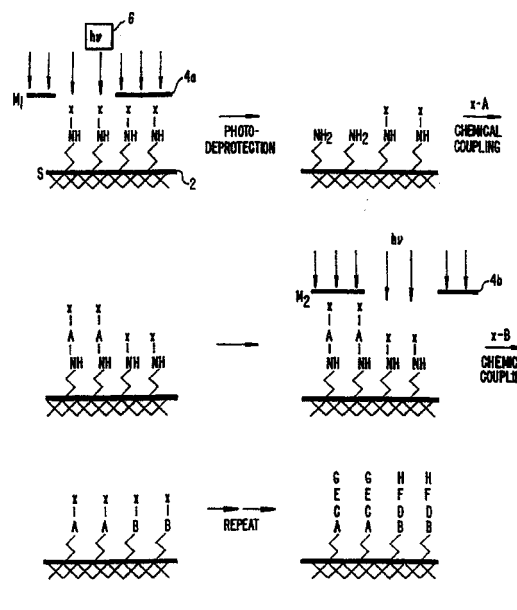 6
hν
4a
M1
X X X X
NH NH NH NH
S 2
PHOTO-
DEPROTECTION
NH2 NH2
X X
NH NH
X-A
CHEMICAL
COUPLING
X X
A A X X
NH NH NH NH
hν
4b
M2
X X
A A X X
NH NH NH NH
X-B
CHEMIC
COUPLI
X X X X
A A B B
REPEAT
G G H H
E E F F
C C D D
A A B B